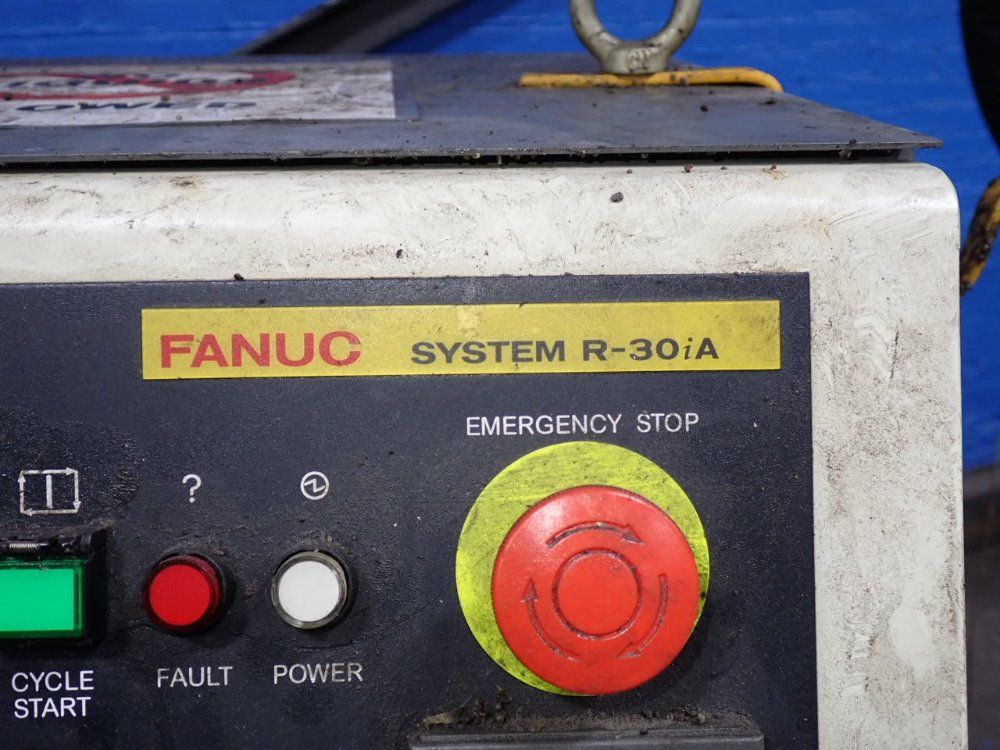 FANUC SYSTEM R-30iA
EMERGENCY STOP
?
CYCLE
START
FAULT
POWER